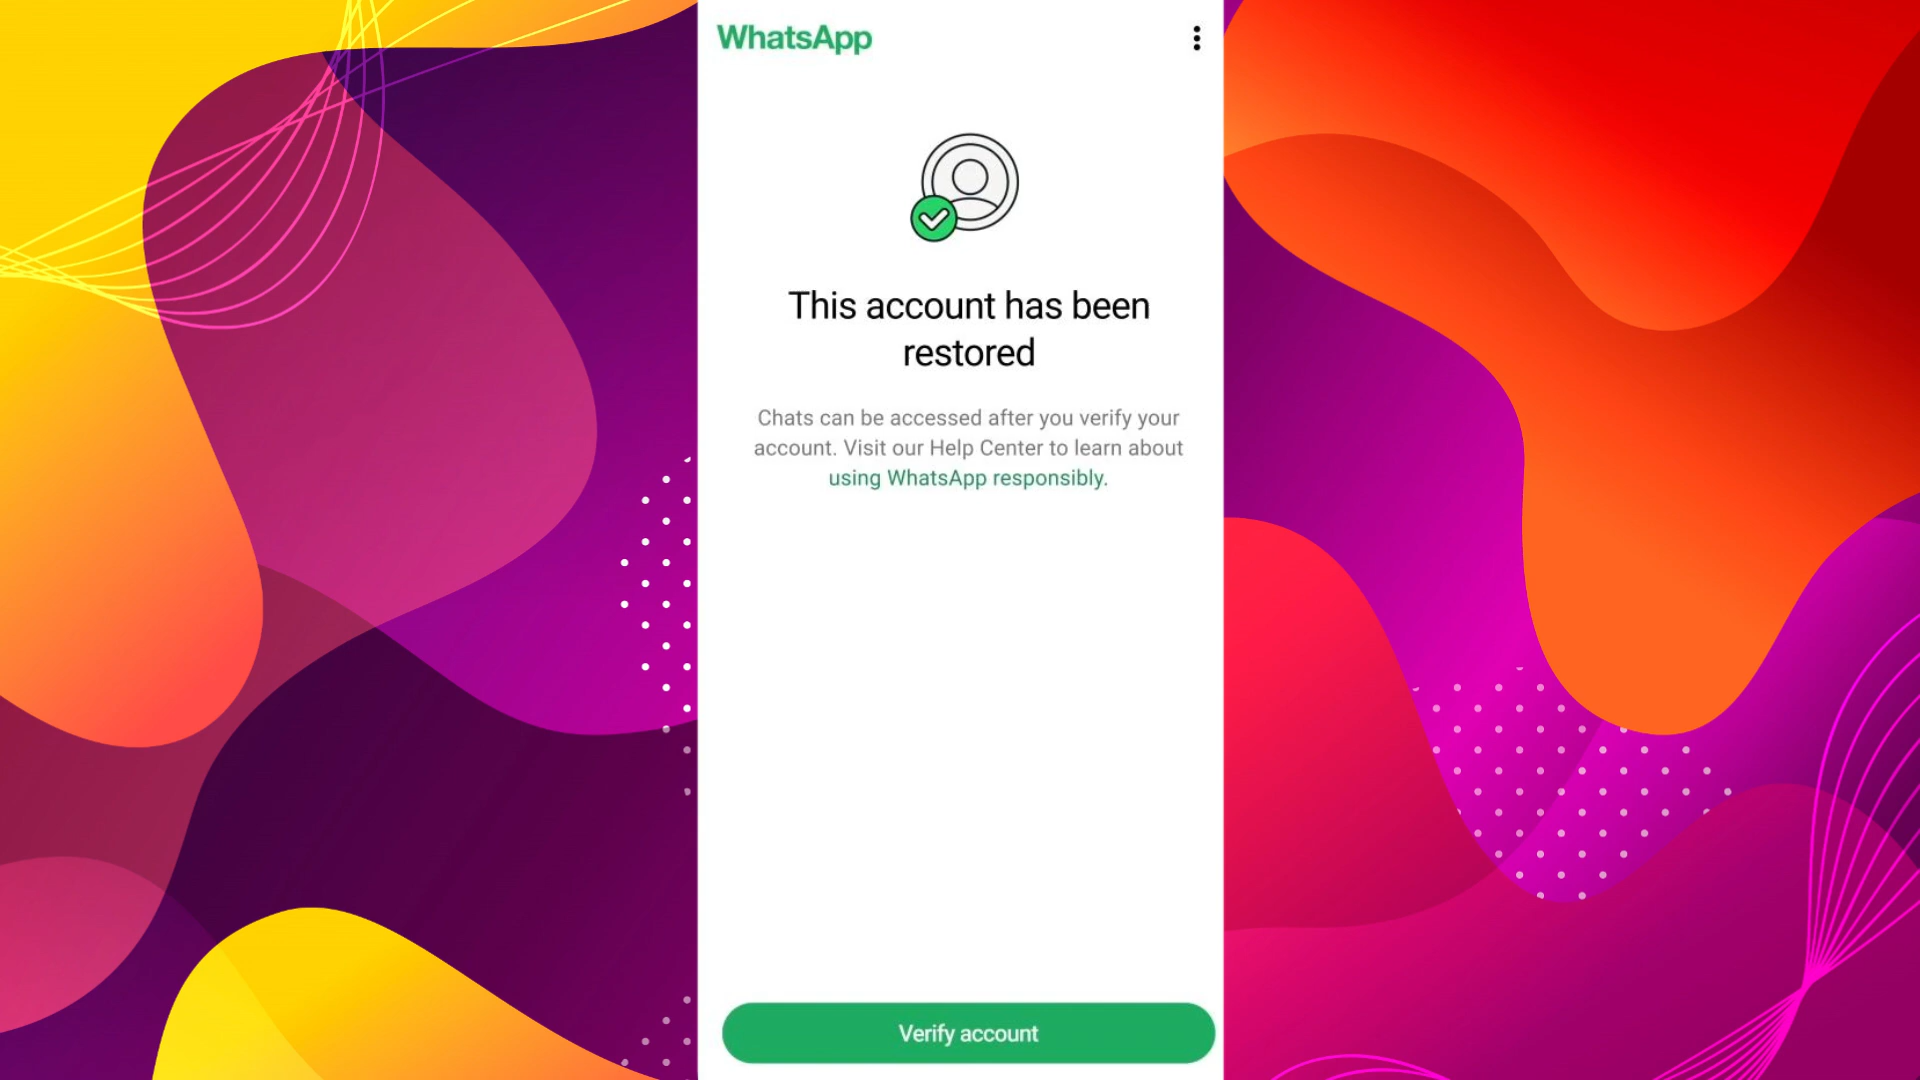 WhatsApp
This account has been
restored
Chats can be accessed after you verify your
account. Visit our Help Center to learn about
using WhatsApp responsibly.
Verify account